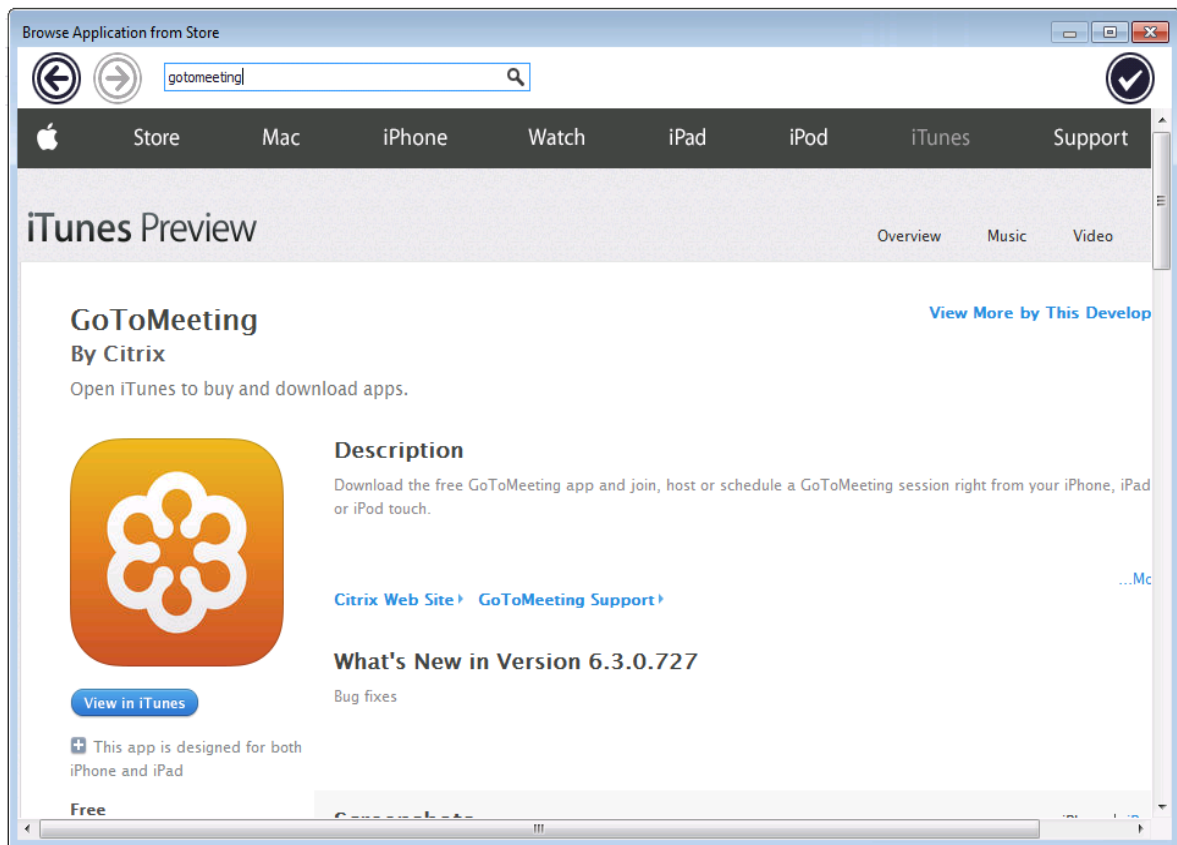 Browse Application from Store
gotomeeting
Store Mac iPhone Watch iPad iPod iTunes Support
iTunes Preview
Overview Music Video
GoToMeeting
View More by This Develop
By Citrix
Open iTunes to buy and download apps.
Description
Download the free GoToMeeting app and join, host or schedule a GoToMeeting session right from your iPhone, iPad
or iPod touch.
...Mo
Citrix Web Site GoToMeeting Support
What's New in Version 6.3.0.727
Bug fixes
View in iTunes
This app is designed for both
iPhone and iPad
Free
Screenshots